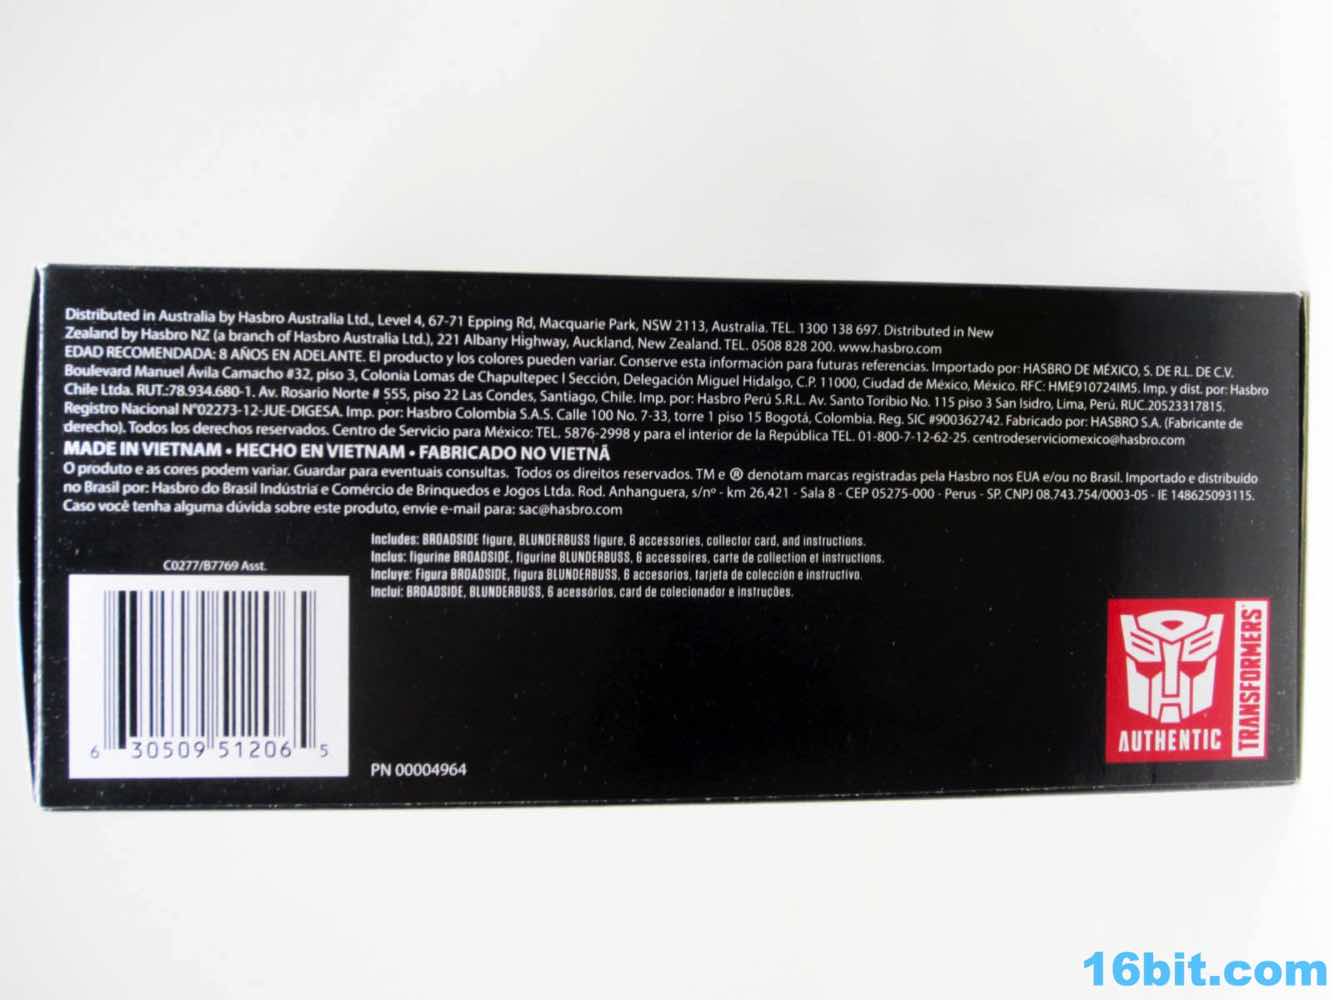 Distributed in Australia by Hasbro Australia Ltd., Level 4, 67-71 Epping Rd, Macquarie Park, NSW 2113, Australia. TEL. 1300 138 697. Distributed in New
Zealand by Hasbro NZ (a branch of Hasbro Australia Ltd.), 221 Albany Highway, Auckland, New Zealand. TEL. 0508 828 200. www.hasbro.com
EDAD RECOMENDADA: 8 AÑOS EN ADELANTE. El producto y los colores pueden variar. Conserve esta información para futuras referencias. Importado por: HASBRO DE MÉXICO, S. DE R.L. DE C.V.
Boulevard Manuel Ávila Camacho #32, piso 3, Colonia Lomas de Chapultepec I Sección, Delegación Miguel Hidalgo, C.P. 11000, Ciudad de México, México. RFC: HME910724IM5. Imp. y dist. por: Hasbro
Chile Ltda. RUT.:78.934.680-1. Av. Rosario Norte # 555, piso 22 Las Condes, Santiago, Chile. Imp. por: Hasbro Perú S.R.L. Av. Santo Toribio No. 115 piso 3 San Isidro, Lima, Perú. RUC.20523317815.
Registro Nacional N°02273-12-JUE-DIGESA. Imp. por: Hasbro Colombia S.A.S. Calle 100 No. 7-33, torre 1 piso 15 Bogotá, Colombia. Reg. SIC #900362742. Fabricado por: HASBRO S.A. (Fabricante de
derecho). Todos los derechos reservados. Centro de Servicio para México: TEL. 5876-2998 y para el interior de la República TEL. 01-800-7-12-62-25. centrodeserviciomexico@hasbro.com
MADE IN VIETNAM • HECHO EN VIETNAM • FABRICADO NO VIETNÃ
O produto e as cores podem variar. Guardar para eventuais consultas. Todos os direitos reservados. TM e ® denotam marcas registradas pela Hasbro nos EUA e/ou no Brasil. Importado e distribuído
no Brasil por: Hasbro do Brasil Indústria e Comércio de Brinquedos e Jogos Ltda. Rod. Anhanguera, s/nº - km 26,421 - Sala 8 - CEP 05275-000 - Perus - SP. CNPJ 08.743.754/0003-05 - IE 148625093115.
Caso você tenha alguma dúvida sobre este produto, envie e-mail para: sac@hasbro.com
Includes: BROADSIDE figure, BLUNDERBUSS figure, 6 accessories, collector card, and instructions.
Inclus: figurine BROADSIDE, figurine BLUNDERBUSS, 6 accessoires, carte de collection et instructions.
Incluye: Figura BROADSIDE, figura BLUNDERBUSS, 6 accesorios, tarjeta de colección e instructivo.
Inclui: BROADSIDE, BLUNDERBUSS, 6 acessórios, card de colecionador e instruções.
C0277/B7769 Asst.
6 30509 51206 5
PN 00004964
AUTHENTIC
TRANSFORMERS
16bit.com